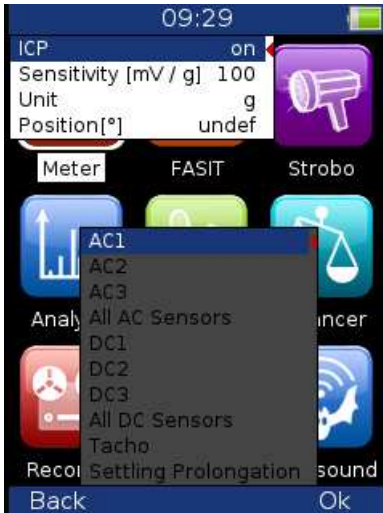 09:29
ICP on
Sensitivity [mV / g] 100
Unit g
Position[°] undef
Meter FASIT Strobo
AC1
AC2
AC3
All AC Sensors
DC1
DC2
DC3
All DC Sensors
Tacho
Settling Prolongation
Back Ok